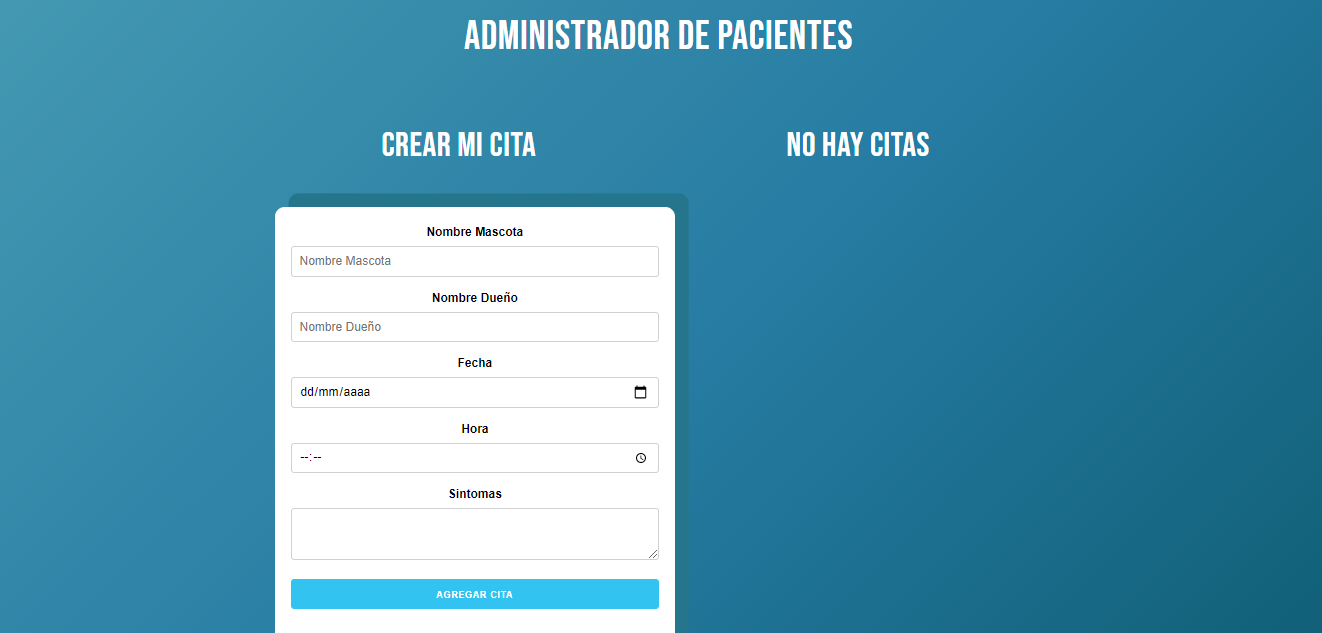 ADMINISTRADOR DE PACIENTES
CREAR MI CITA
NO HAY CITAS
Nombre Mascota
Nombre Mascota
Nombre Dueño
Nombre Dueño
Fecha
dd/mm/aaaa
Hora
--:--
Sintomas
AGREGAR CITA